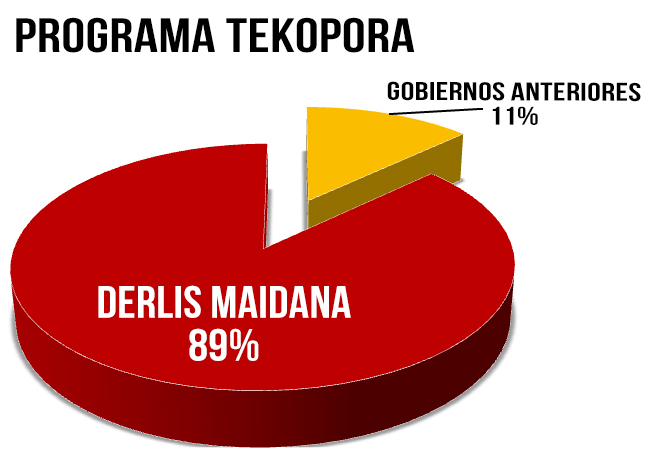 PROGRAMA TEKOPORA
GOBIERNOS ANTERIORES
11%
DERLIS MAIDANA
89%